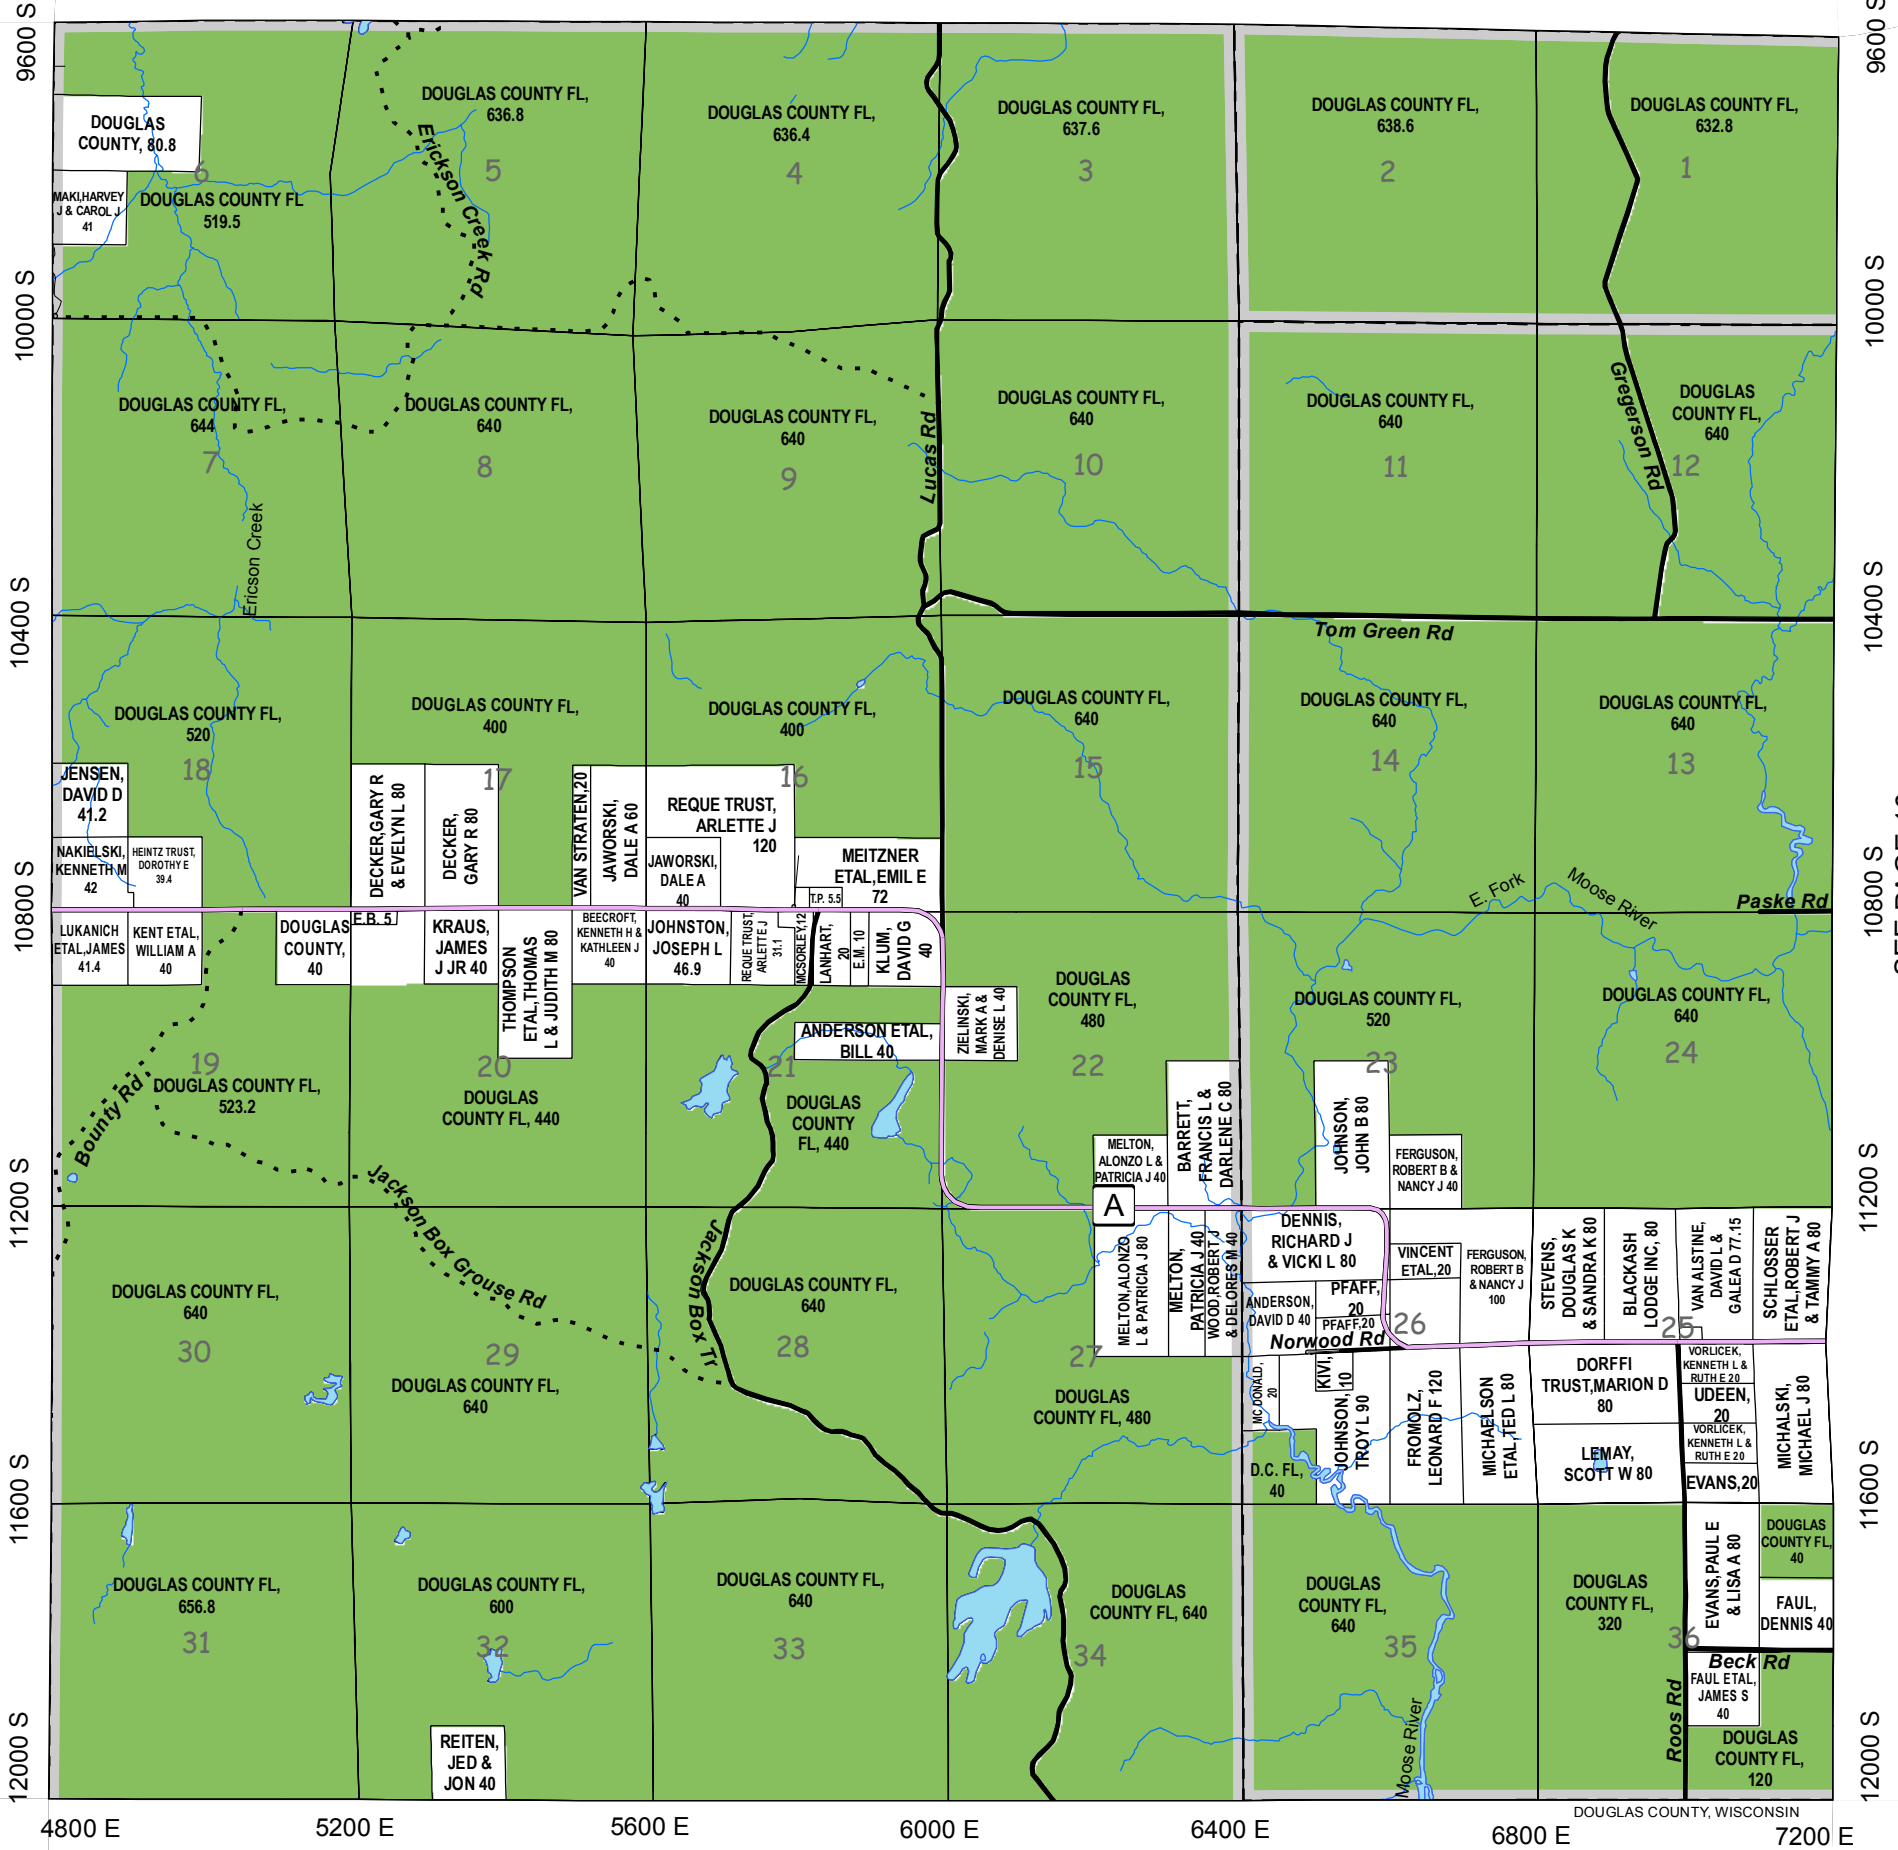 9600 S
9600 S
DOUGLAS
COUNTY, 80.8
6
MAKI,HARVEY
J & CAROL J
41
DOUGLAS COUNTY FL
519.5
DOUGLAS COUNTY FL,
636.8
5
Erickson Creek Rd
DOUGLAS COUNTY FL,
636.4
4
DOUGLAS COUNTY FL,
637.6
3
DOUGLAS COUNTY FL,
638.6
2
DOUGLAS COUNTY FL,
632.8
1
10000 S
10000 S
DOUGLAS COUNTY FL,
644
7
Ericson Creek
DOUGLAS COUNTY FL,
640
8
DOUGLAS COUNTY FL,
640
9
Lucas Rd
DOUGLAS COUNTY FL,
640
10
DOUGLAS COUNTY FL,
640
11
Gregerson Rd
DOUGLAS
COUNTY FL,
640
12
10400 S
10400 S
Tom Green Rd
DOUGLAS COUNTY FL,
520
18
JENSEN,
DAVID D
41.2
NAKIELSKI,
KENNETH M
42
HEINTZ TRUST,
DOROTHY E
39.4
DOUGLAS COUNTY FL,
400
17
DECKER,GARY R
& EVELYN L 80
DECKER,
GARY R 80
VAN STRATEN,20
JAWORSKI,
DALE A 60
DOUGLAS COUNTY FL,
400
16
REQUE TRUST,
ARLETTE J
120
JAWORSKI,
DALE A
40
MEITZNER
ETAL,EMIL E
72
T.P. 5.5
DOUGLAS COUNTY FL,
640
15
DOUGLAS COUNTY FL,
640
14
DOUGLAS COUNTY FL,
640
13
E. Fork
Moose River
Paske Rd
10800 S
10800 S
LUKANICH
ETAL,JAMES
41.4
KENT ETAL,
WILLIAM A
40
DOUGLAS
COUNTY,
40
E.B. 5
KRAUS,
JAMES
J JR 40
THOMPSON
ETAL,THOMAS
L & JUDITH M 80
BEECROFT,
KENNETH H &
KATHLEEN J
40
JOHNSTON,
JOSEPH L
46.9
REQUE TRUST,
ARLETTE J
31.1
MCSORLEY,12
LANHART,
20
E.M. 10
KLUM,
DAVID G
40
ZIELINSKI,
MARK A &
DENISE L 40
ANDERSON ETAL,
BILL 40
19
DOUGLAS COUNTY FL,
523.2
Bounty Rd
20
DOUGLAS
COUNTY FL, 440
21
DOUGLAS
COUNTY
FL, 440
DOUGLAS
COUNTY FL,
480
22
DOUGLAS COUNTY FL,
520
23
DOUGLAS COUNTY FL,
640
24
MELTON,
ALONZO L &
PATRICIA J 40
BARRETT,
FRANCIS L &
DARLENE C 80
JOHNSON,
JOHN B 80
FERGUSON,
ROBERT B &
NANCY J 40
11200 S
11200 S
A
Jackson Box Grouse Rd
Jackson Box Tr
DOUGLAS COUNTY FL,
640
30
29
DOUGLAS COUNTY FL,
640
DOUGLAS COUNTY FL,
640
28
MELTON,ALONZO
L & PATRICIA J 80
MELTON,
PATRICIA J 40
WOOD,ROBERT J
& DELORES M 40
27
DOUGLAS
COUNTY FL, 480
DENNIS,
RICHARD J
& VICKI L 80
ANDERSON,
DAVID D 40
PFAFF,
20
PFAFF,20
Norwood Rd
26
VINCENT
ETAL,20
FERGUSON,
ROBERT B
& NANCY J
100
STEVENS,
DOUGLAS K
& SANDRA K 80
BLACKASH
LODGE INC, 80
VAN ALSTINE,
DAVID L &
GALEA D 77.15
SCHLOSSER
ETAL,ROBERT J
& TAMMY A 80
25
MC DONALD,
20
KIVI,
10
JOHNSON,
TROY L 90
D.C. FL,
40
FROMOLZ,
LEONARD F 120
MICHAELSON
ETAL,TED L 80
DORFFI
TRUST,MARION D
80
LEMAY,
SCOTT W 80
VORLICEK,
KENNETH L &
RUTH E 20
UDEEN,
20
VORLICEK,
KENNETH L &
RUTH E 20
EVANS,20
MICHALSKI,
MICHAEL J 80
11600 S
11600 S
DOUGLAS COUNTY FL,
656.8
31
DOUGLAS COUNTY FL,
600
32
REITEN,
JED &
JON 40
DOUGLAS COUNTY FL,
640
33
DOUGLAS
COUNTY FL, 640
34
DOUGLAS
COUNTY FL,
640
35
Moose River
DOUGLAS
COUNTY FL,
320
36
EVANS,PAUL E
& LISA A 80
DOUGLAS
COUNTY FL,
40
FAUL,
DENNIS 40
Beck Rd
FAUL ETAL,
JAMES S
40
Roos Rd
DOUGLAS
COUNTY FL,
120
12000 S
12000 S
DOUGLAS COUNTY, WISCONSIN
4800 E
5200 E
5600 E
6000 E
6400 E
6800 E
7200 E